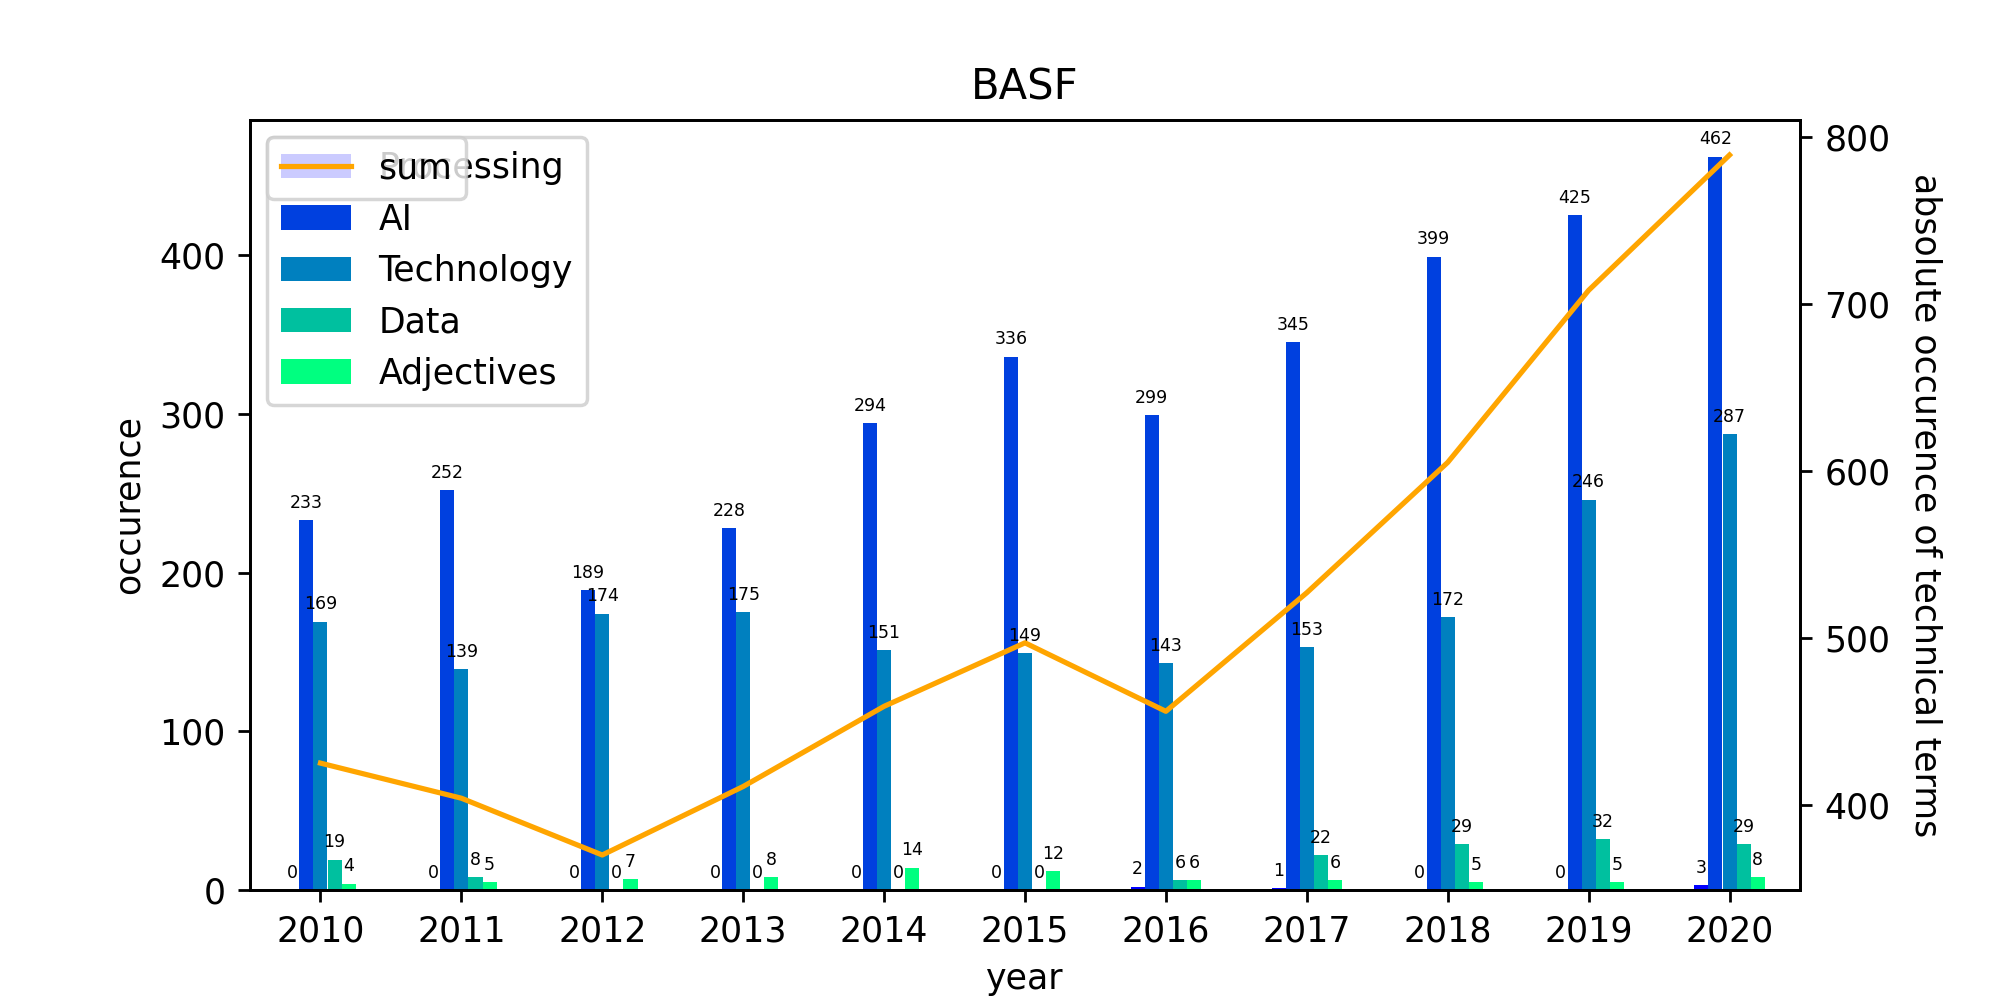 BASF
sum
Processing
AI
Technology
Data
Adjectives
occurence
400
300
200
100
0
absolute occurence of technical terms
800
700
600
500
400
0 233 169 19 4
0 252 139 8 5
0 189 174 0 7
0 228 175 0 8
0 294 151 0 14
0 336 149 0 12
2 299 143 6 6
1 345 153 22 6
0 399 172 29 5
0 425 246 32 5
3 462 287 29 8
2010 2011 2012 2013 2014 2015 2016 2017 2018 2019 2020
year